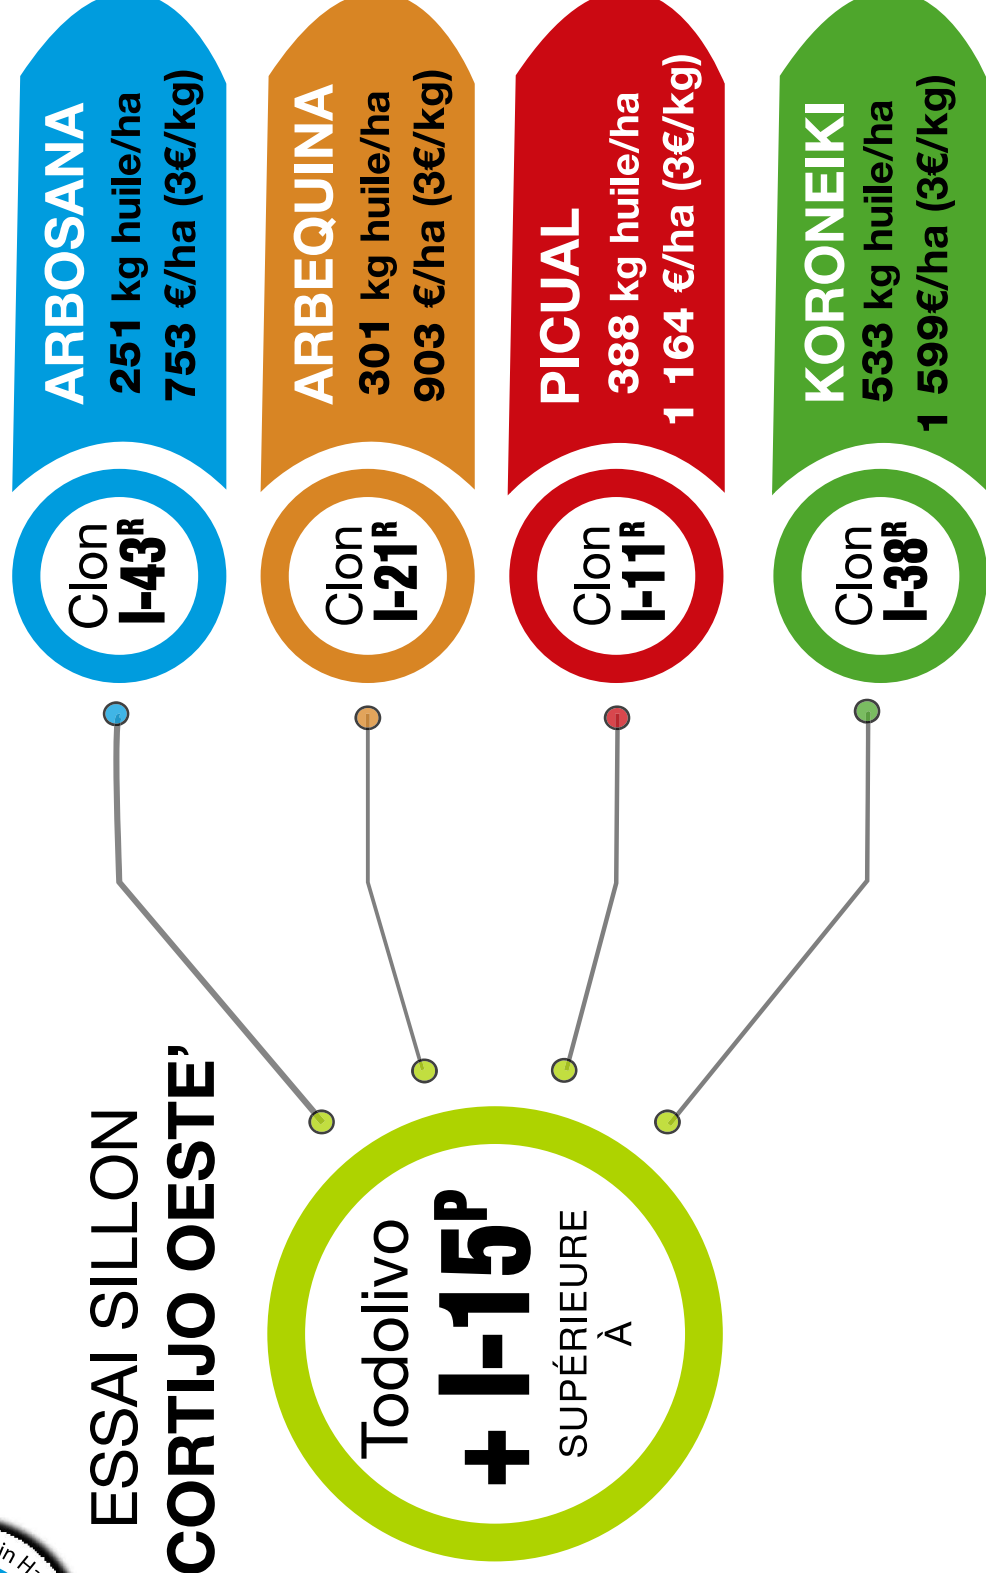 ESSAI SILLON
CORTIJO OESTE’
Todolivo
+ I-15P
SUPÉRIEURE
À
Clon
I-43R
ARBOSANA
251 kg huile/ha
753 €/ha (3€/kg)
Clon
I-21R
ARBEQUINA
301 kg huile/ha
903 €/ha (3€/kg)
Clon
I-11R
PICUAL
388 kg huile/ha
1 164 €/ha (3€/kg)
Clon
I-38R
KORONEIKI
533 kg huile/ha
1 599€/ha (3€/kg)